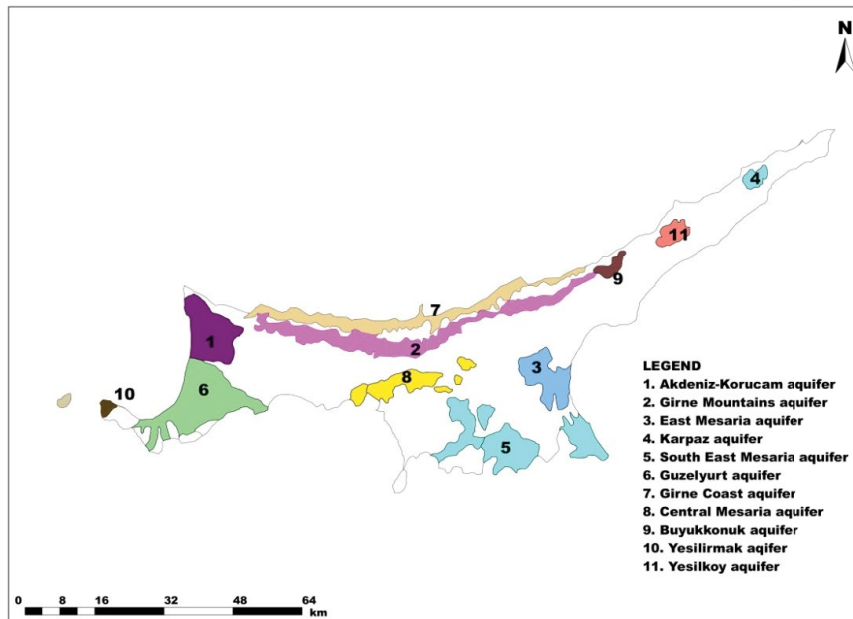 N
4
11
9
7
1
2
3
8
10
6
5
LEGEND
1. Akdeniz-Korucam aquifer
2. Girne Mountains aquifer
3. East Mesaria aquifer
4. Karpaz aquifer
5. South East Mesaria aquifer
6. Guzelyurt aquifer
7. Girne Coast aquifer
8. Central Mesaria aquifer
9. Buyukkonuk aquifer
10. Yesilirmak aqifer
11. Yesilkoy aquifer
0 8 16 32 48 64
km